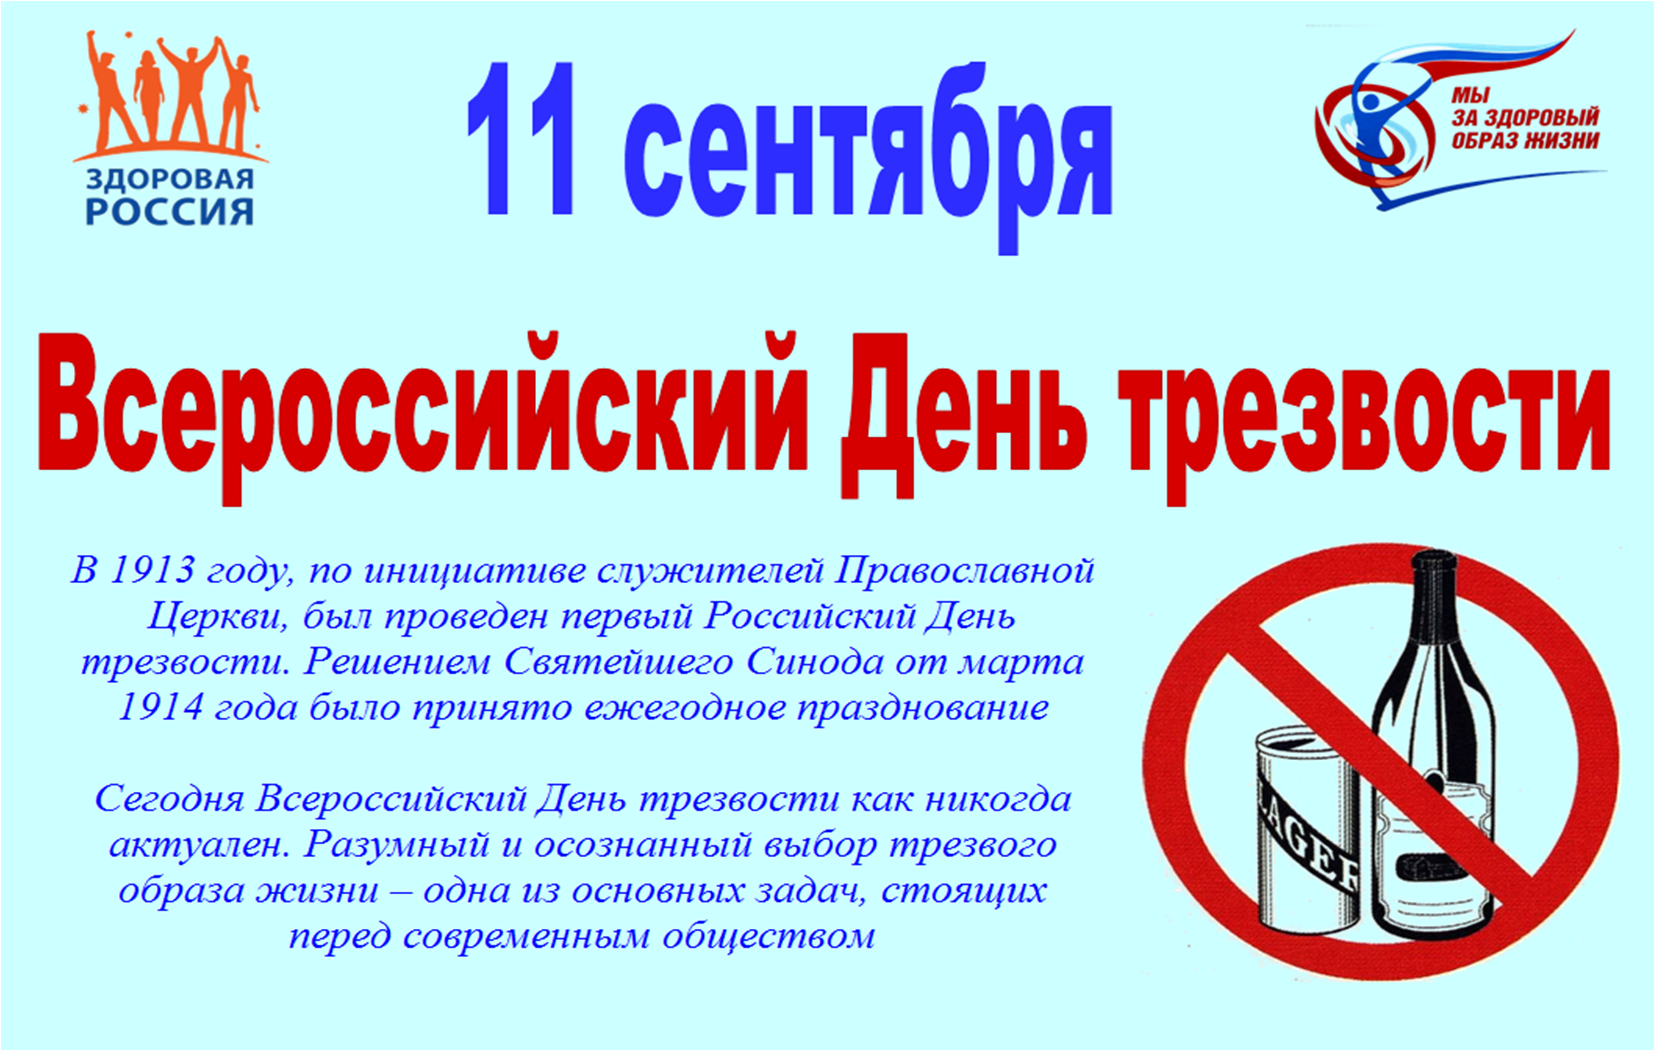 ЗДОРОВАЯ
РОССИЯ
11 сентября
МЫ
ЗА ЗДОРОВЫЙ
ОБРАЗ ЖИЗНИ
Всероссийский День трезвости
В 1913 году, по инициативе служителей Православной
Церкви, был проведен первый Российский День
трезвости. Решением Святейшего Синода от марта
1914 года было принято ежегодное празднование
Сегодня Всероссийский День трезвости как никогда
актуален. Разумный и осознанный выбор трезвого
образа жизни – одна из основных задач, стоящих
перед современным обществом
LAGER